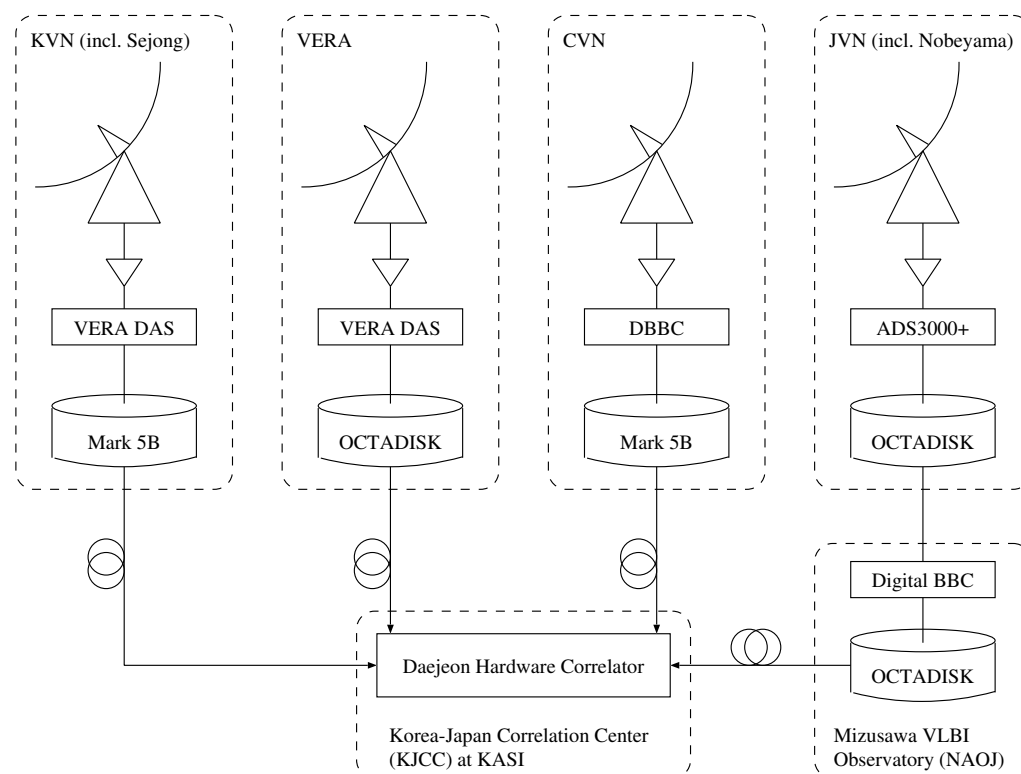 KVN (incl. Sejong)
VERA
CVN
JVN (incl. Nobeyama)
VERA DAS
VERA DAS
DBBC
ADS3000+
Mark 5B
OCTADISK
Mark 5B
OCTADISK
Digital BBC
Daejeon Hardware Correlator
OCTADISK
Korea-Japan Correlation Center
(KJCC) at KASI
Mizusawa VLBI
Observatory (NAOJ)